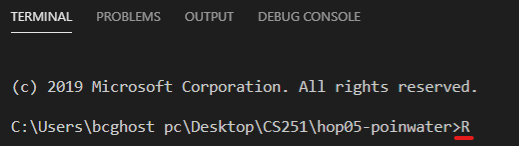 TERMINAL PROBLEMS OUTPUT DEBUG CONSOLE
(c) 2019 Microsoft Corporation. All rights reserved.
C:\Users\bcghost pc\Desktop\CS251\hop05-poinwater>R